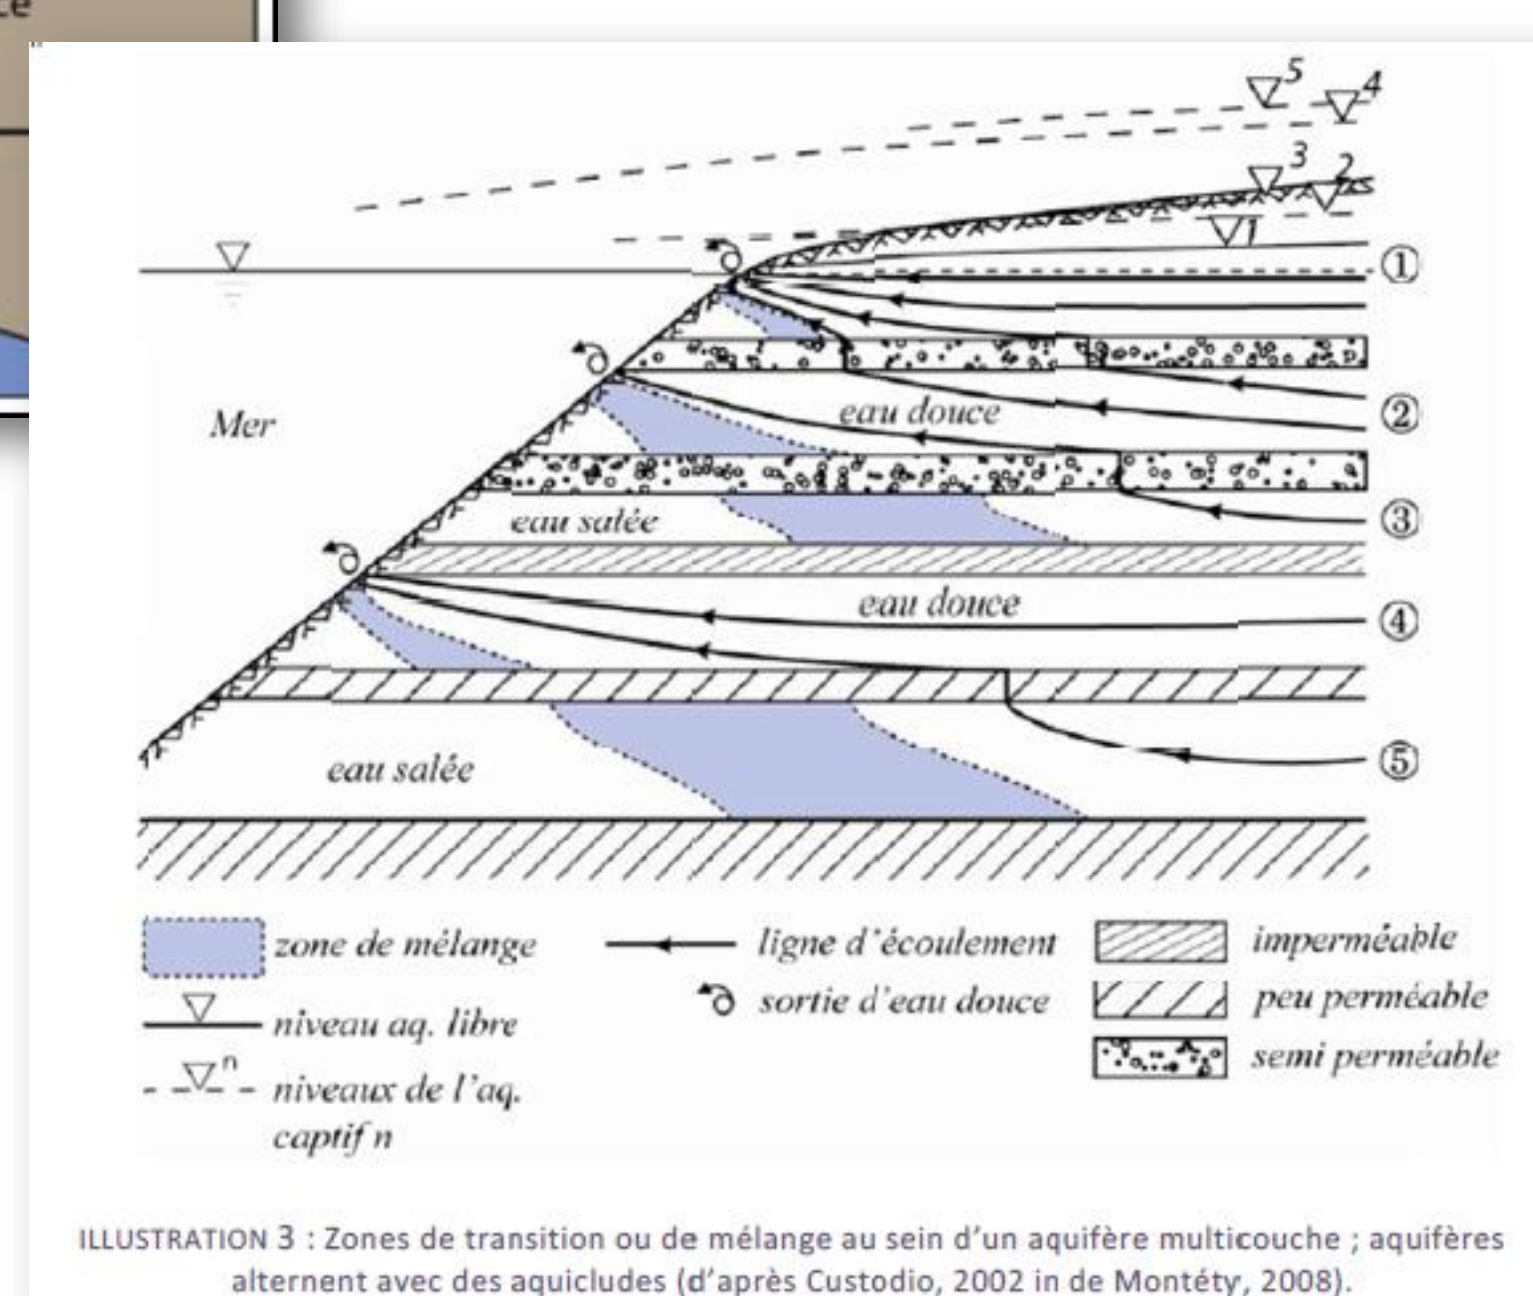 ce
5
4
3
2
1
①
Mer
eau douce
②
eau salée
③
eau douce
④
eau salée
⑤
zone de mélange
ligne d'écoulement
imperméable
sortie d'eau douce
peu perméable
niveau aq. libre
semi perméable
n
niveaux de l'aq.
captif n
ILLUSTRATION 3 : Zones de transition ou de mélange au sein d'un aquifère multicouche ; aquifères
alternent avec des aquicludes (d'après Custodio, 2002 in de Montéty, 2008).